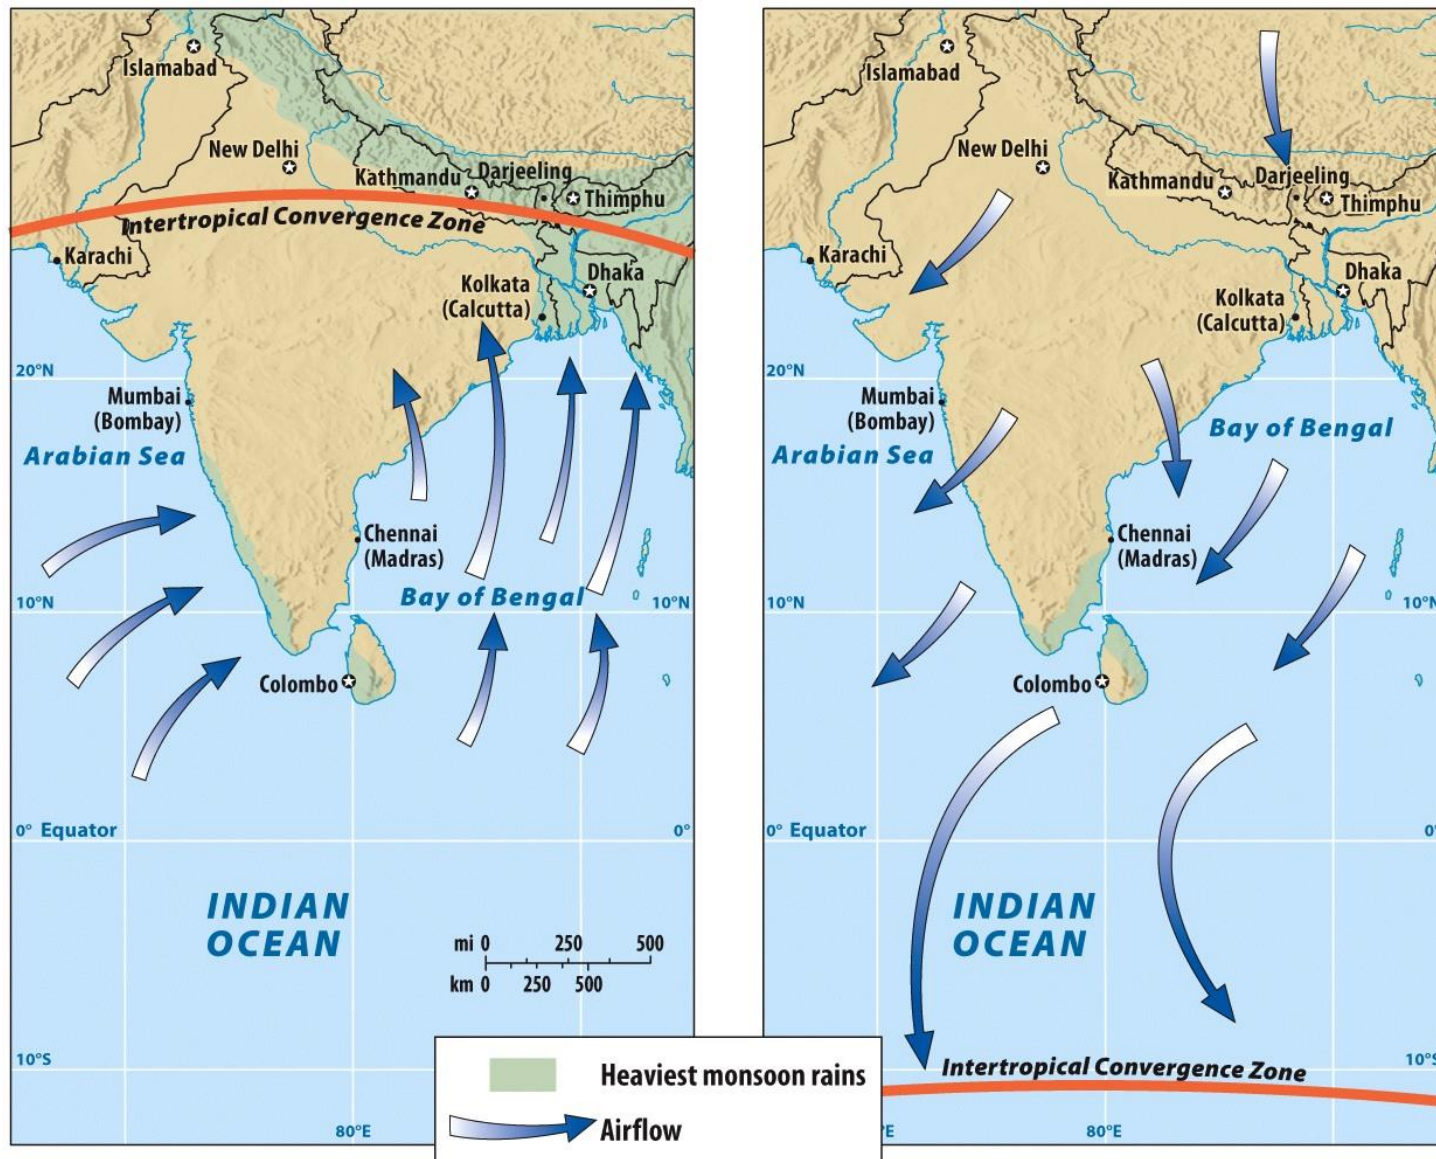 Islamabad
New Delhi
Kathmandu
Darjeeling
Thimphu
Intertropical Convergence Zone
Karachi
Dhaka
Kolkata
(Calcutta)
20°N
Mumbai
(Bombay)
Arabian Sea
Chennai
(Madras)
Bay of Bengal
10°N
10°N
Colombo
0° Equator
0°
INDIAN
OCEAN
mi 0 250 500
km 0 250 500
10°S
80°E
Islamabad
New Delhi
Kathmandu
Darjeeling
Thimphu
Karachi
Dhaka
Kolkata
(Calcutta)
20°N
Mumbai
(Bombay)
Arabian Sea
Bay of Bengal
Chennai
(Madras)
10°N
10°N
Colombo
0° Equator
0°
INDIAN
OCEAN
10°S
Intertropical Convergence Zone
°E
80°E
Heaviest monsoon rains
Airflow